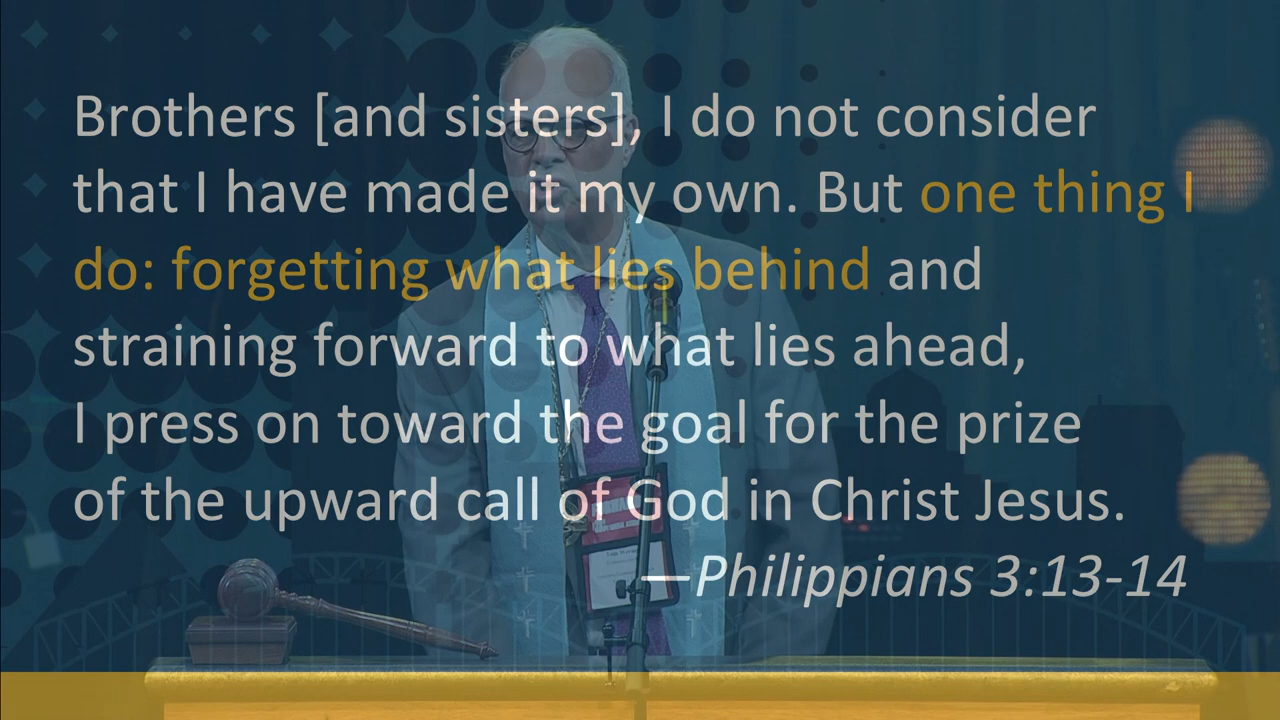 Brothers [and sisters], I do not consider
that I have made it my own. But one thing I
do: forgetting what lies behind and
straining forward to what lies ahead,
I press on toward the goal for the prize
of the upward call of God in Christ Jesus.
—Philippians 3:13-14